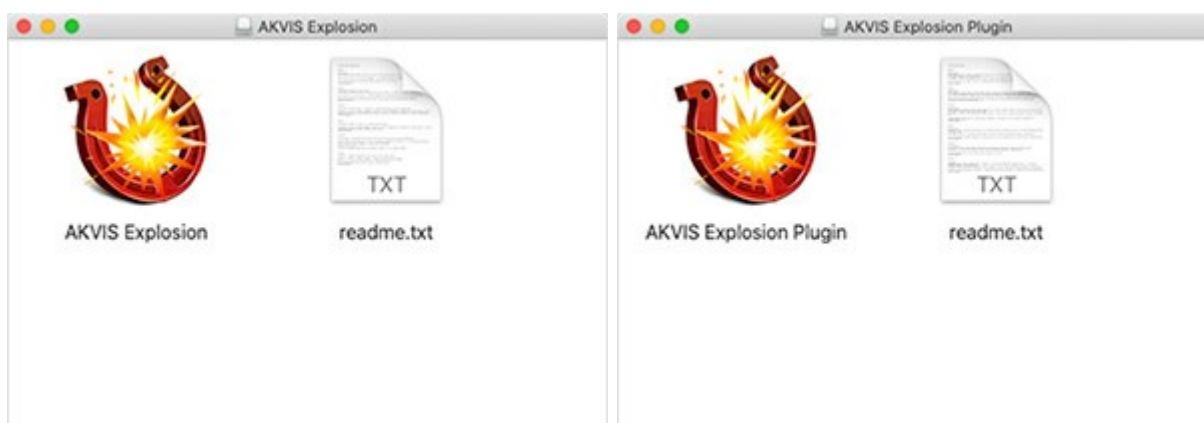 AKVIS Explosion
TXT
AKVIS Explosion
readme.txt
AKVIS Explosion Plugin
TXT
AKVIS Explosion Plugin
readme.txt